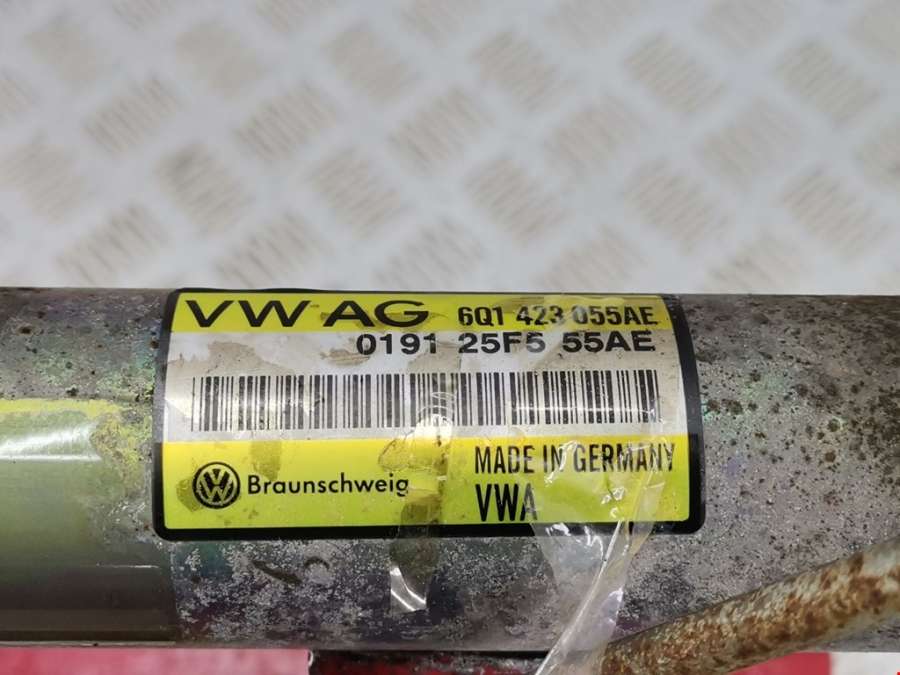 VW AG 6Q1 423 055AE
0191 25F5 55AE
MADE IN GERMANY
Braunschweig
VWA